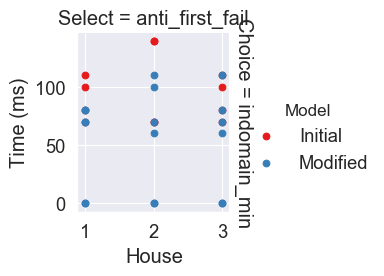 Select = anti_first_fail
Choice = indomain_min
Time (ms)
100
50
0
1 2 3
House
Model
Initial
Modified